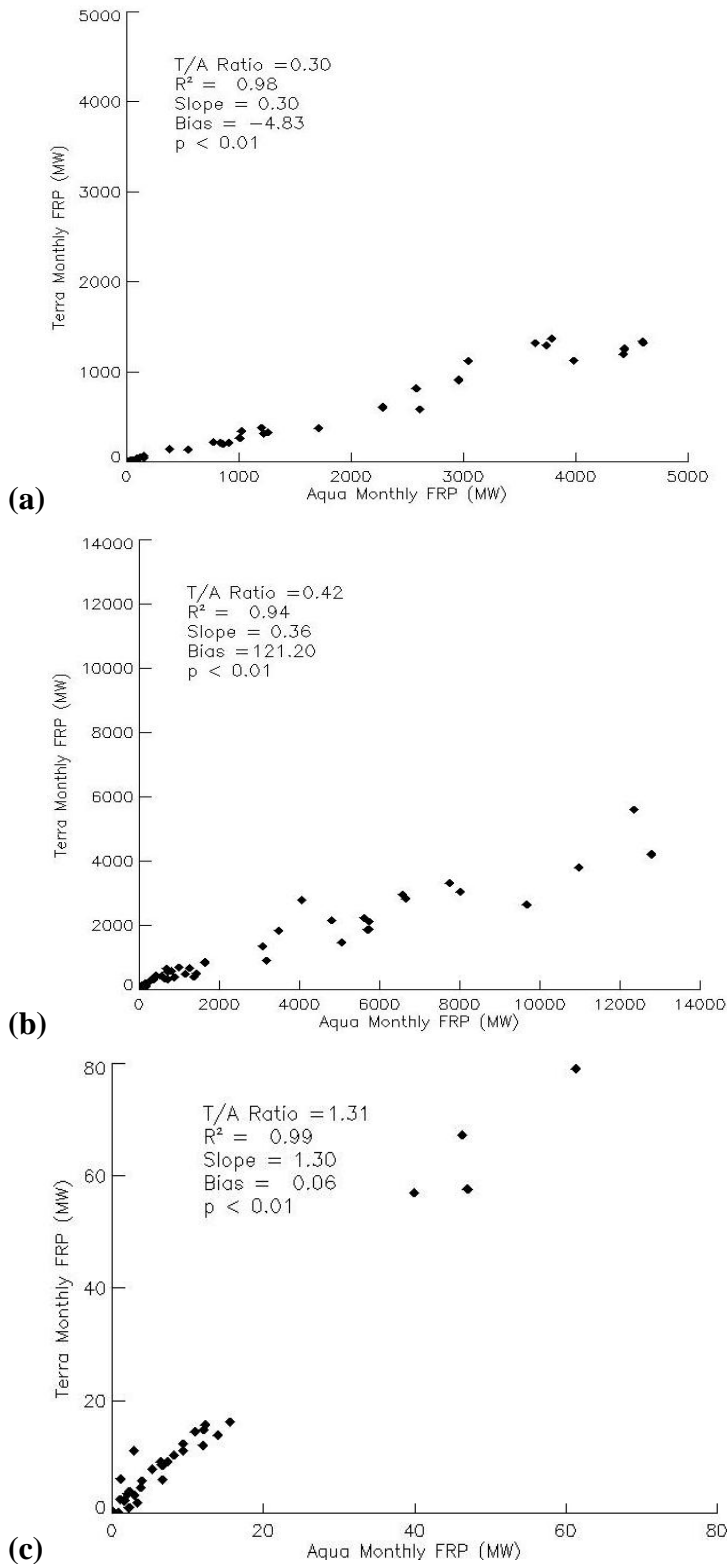 5000
4000
3000
2000
1000
0
Terra Monthly FRP (MW)
T/A Ratio =0.30
R² = 0.98
Slope = 0.30
Bias = −4.83
p < 0.01
1000 2000 3000 4000 5000
Aqua Monthly FRP (MW)
(a)
14000
12000
10000
8000
6000
4000
2000
0
Terra Monthly FRP (MW)
T/A Ratio =0.42
R² = 0.94
Slope = 0.36
Bias =121.20
p < 0.01
2000 4000 6000 8000 10000 12000 14000
Aqua Monthly FRP (MW)
(b)
80
60
40
20
0
Terra Monthly FRP (MW)
T/A Ratio =1.31
R² = 0.99
Slope = 1.30
Bias = 0.06
p < 0.01
20 40 60 80
Aqua Monthly FRP (MW)
(c)